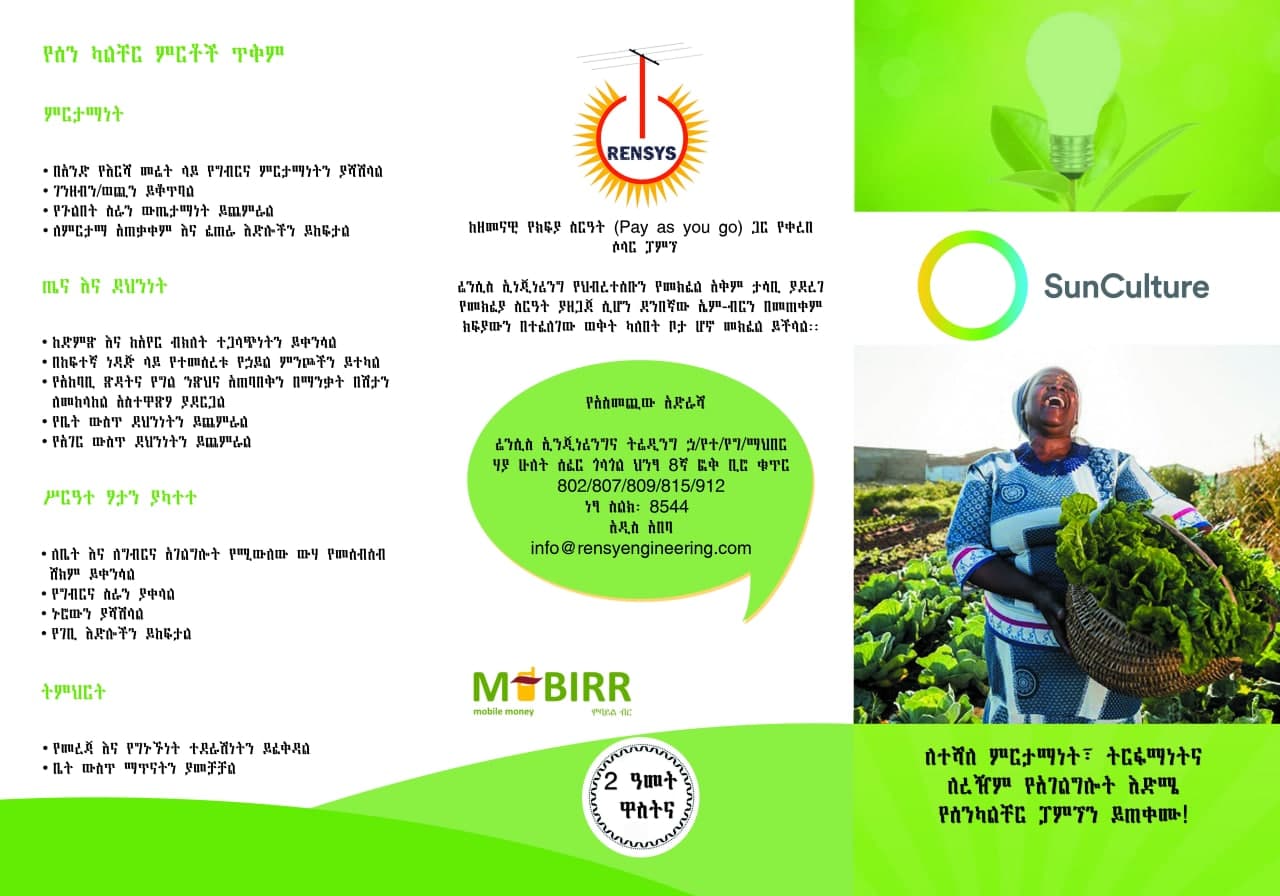 የሰን ካልቸር ምርቶች ጥቅም
ምርታማነት
• በአንድ የእርሻ መሬት ላይ የግብርና ምርታማነትን ያሻሽላል
• ገንዘብን/ወጪን ይቆጥባል
• የጉልበት ስራን ውጤታማነት ይጨምራል
• ለምርታማ አጠቃቀም እና ፈጠራ እድሎችን ይከፍታል
ጤና እና ደህንነት
• ከድምጽ እና ከአየር ብክለት ተጋላጭነትን ይቀንሳል
• በከፍተኛ ነዳጅ ላይ የተመሰረቱ የኃይል ምንጮችን ይተካል
• የአከባቢ ጽዳትና የግል ንጽህና አጠባበቅን በማንቃት በሽታን
ለመከላከል አስተዋጽዖ ያደርጋል
• የቤት ውስጥ ደህንነትን ይጨምራል
• የአገር ውስጥ ደህንነትን ይጨምራል
ሥርዓተ ፃታን ያካተተ
• ለቤት እና ለግብርና አገልግሎት የሚውለው ውሃ የመሰብሰብ
ሸክም ይቀንሳል
• የግብርና ስራን ያቀላል
• ኑሮውን ያሻሽላል
• የገቢ እድሎችን ይከፍታል
ትምህርት
• የመረጃ እና የግኑኙነት ተደራሽነትን ይፈቅዳል
• ቤት ውስጥ ማጥናትን ያመቻቻል
RENSYS
ከዘመናዊ የክፍያ ስርዓት (Pay as you go) ጋር የቀረበ
ሶላር ፓምፕ
ሬንሲስ ኢነጂነሪንግ የህብረተሰቡን የመክፈል አቅም ታሳቢ ያደረገ
የመክፈያ ስርዓት ያዘጋጀ ሲሆን ደንበኛው ኤም-ብርን በመጠቀም
ክፍያውን በተፈለገው ወቅት ካለበት ቦታ ሆኖ መክፈል ይችላል::
የአስመጪው አድራሻ
ሬንሲስ ኢንጂነሪንግና ትሬዲንግ ኃ/የተ/የግ/ማህበር
ሃያ ሁለት ሰፈር ጎላጎል ህንፃ 8ኛ ፎቅ ቢሮ ቁጥር
802/807/809/815/912
ነፃ ስልክ፡ 8544
አዲስ አበባ
info@rensyengineering.com
M BIRR
mobile money ሞባይል ብር
2 ዓመት
ዋስትና
SunCulture
ለተሻለ ምርታማነት፣ ትርፋማነትና
ለረዥም የአገልግሎት እድሜ
የሰንካልቸር ፓምፕን ይጠቀሙ!